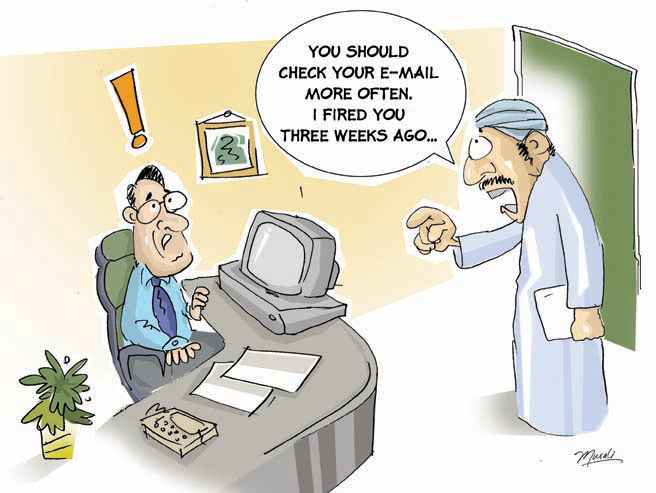 YOU SHOULD
CHECK YOUR E-MAIL
MORE OFTEN.
I FIRED YOU
THREE WEEKS AGO...
Murali